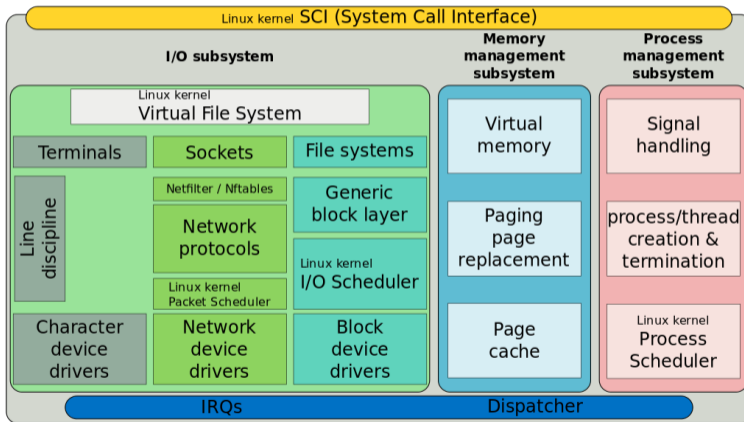 Linux kernel SCI (System Call Interface)
I/O subsystem
Memory
management
subsystem
Process
management
subsystem
Linux kernel
Virtual File System
Terminals
Sockets
File systems
Line
discipline
Netfilter / Nftables
Network
protocols
Linux kernel
Packet Scheduler
Generic
block layer
Linux kernel
I/O Scheduler
Character
device
drivers
Network
device
drivers
Block
device
drivers
Virtual
memory
Paging
page
replacement
Page
cache
Signal
handling
process/thread
creation &
termination
Linux kernel
Process
Scheduler
IRQs
Dispatcher